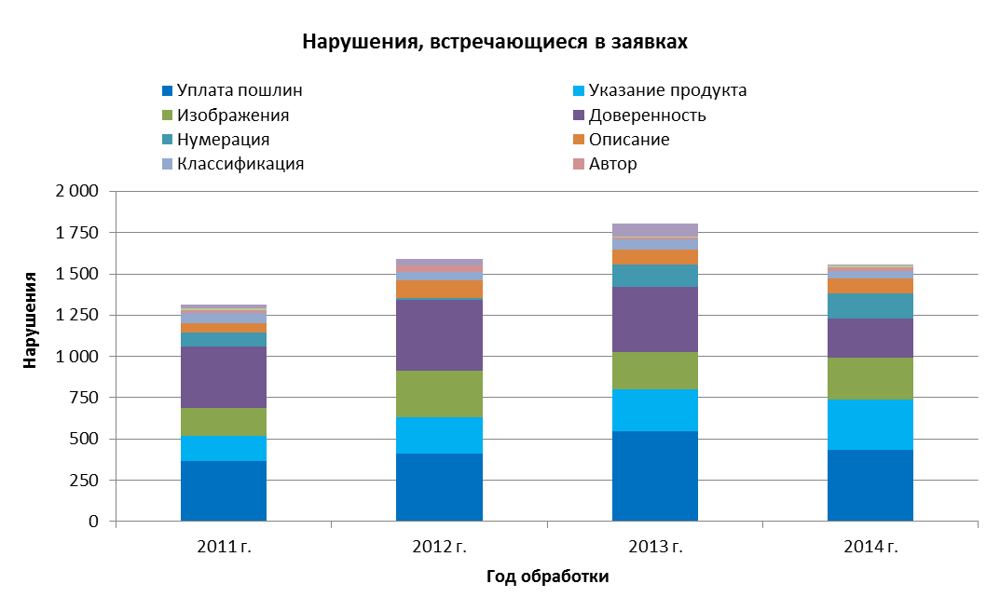 Нарушения, встречающиеся в заявках
Уплата пошлин
Указание продукта
Изображения
Доверенность
Нумерация
Описание
Классификация
Автор
2 000
1 750
1 500
1 250
1 000
750
500
250
0
Нарушения
2011 г.
2012 г.
2013 г.
2014 г.
Год обработки